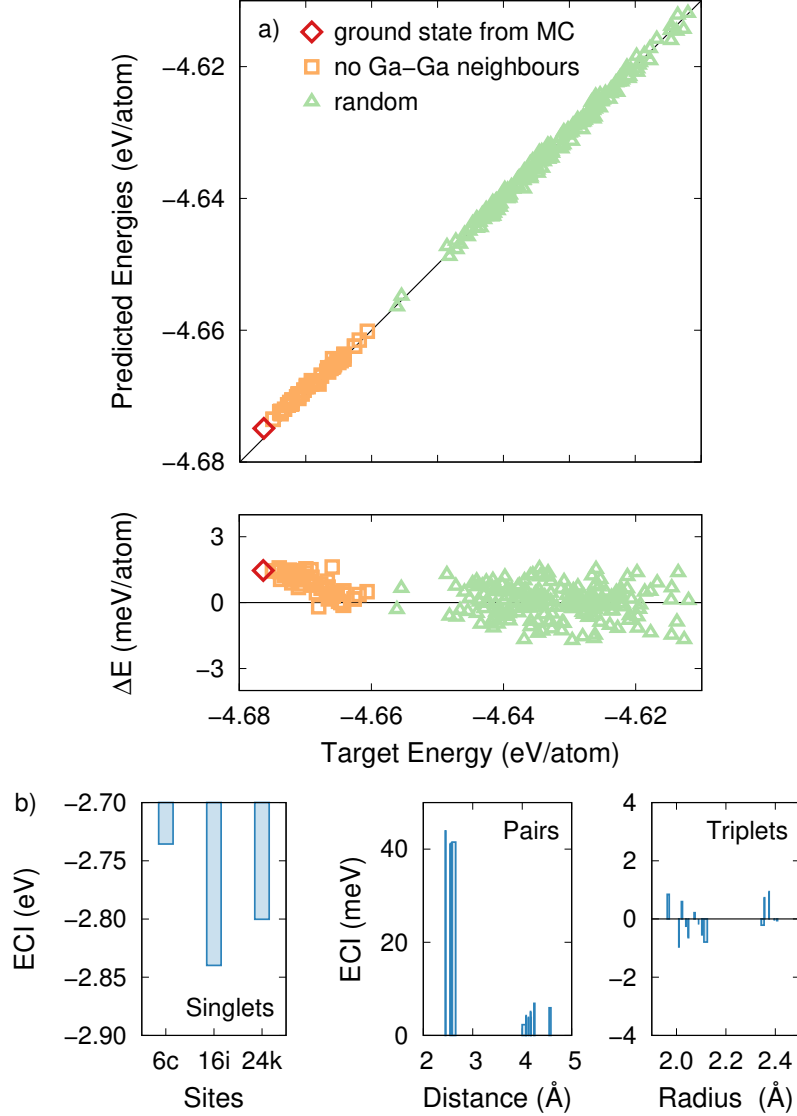 a)
ground state from MC
no Ga−Ga neighbours
random
Predicted Energies (eV/atom)
−4.62
−4.64
−4.66
−4.68
ΔE (meV/atom)
3
0
−3
−4.68 −4.66 −4.64 −4.62
Target Energy (eV/atom)
b)
ECI (eV)
−2.70
−2.75
−2.80
−2.85
−2.90
Singlets
6c 16i 24k
Sites
ECI (meV)
40
20
0
Pairs
2 3 4 5
Distance (Å)
4
2
0
−2
−4
Triplets
2.0 2.2 2.4
Radius (Å)